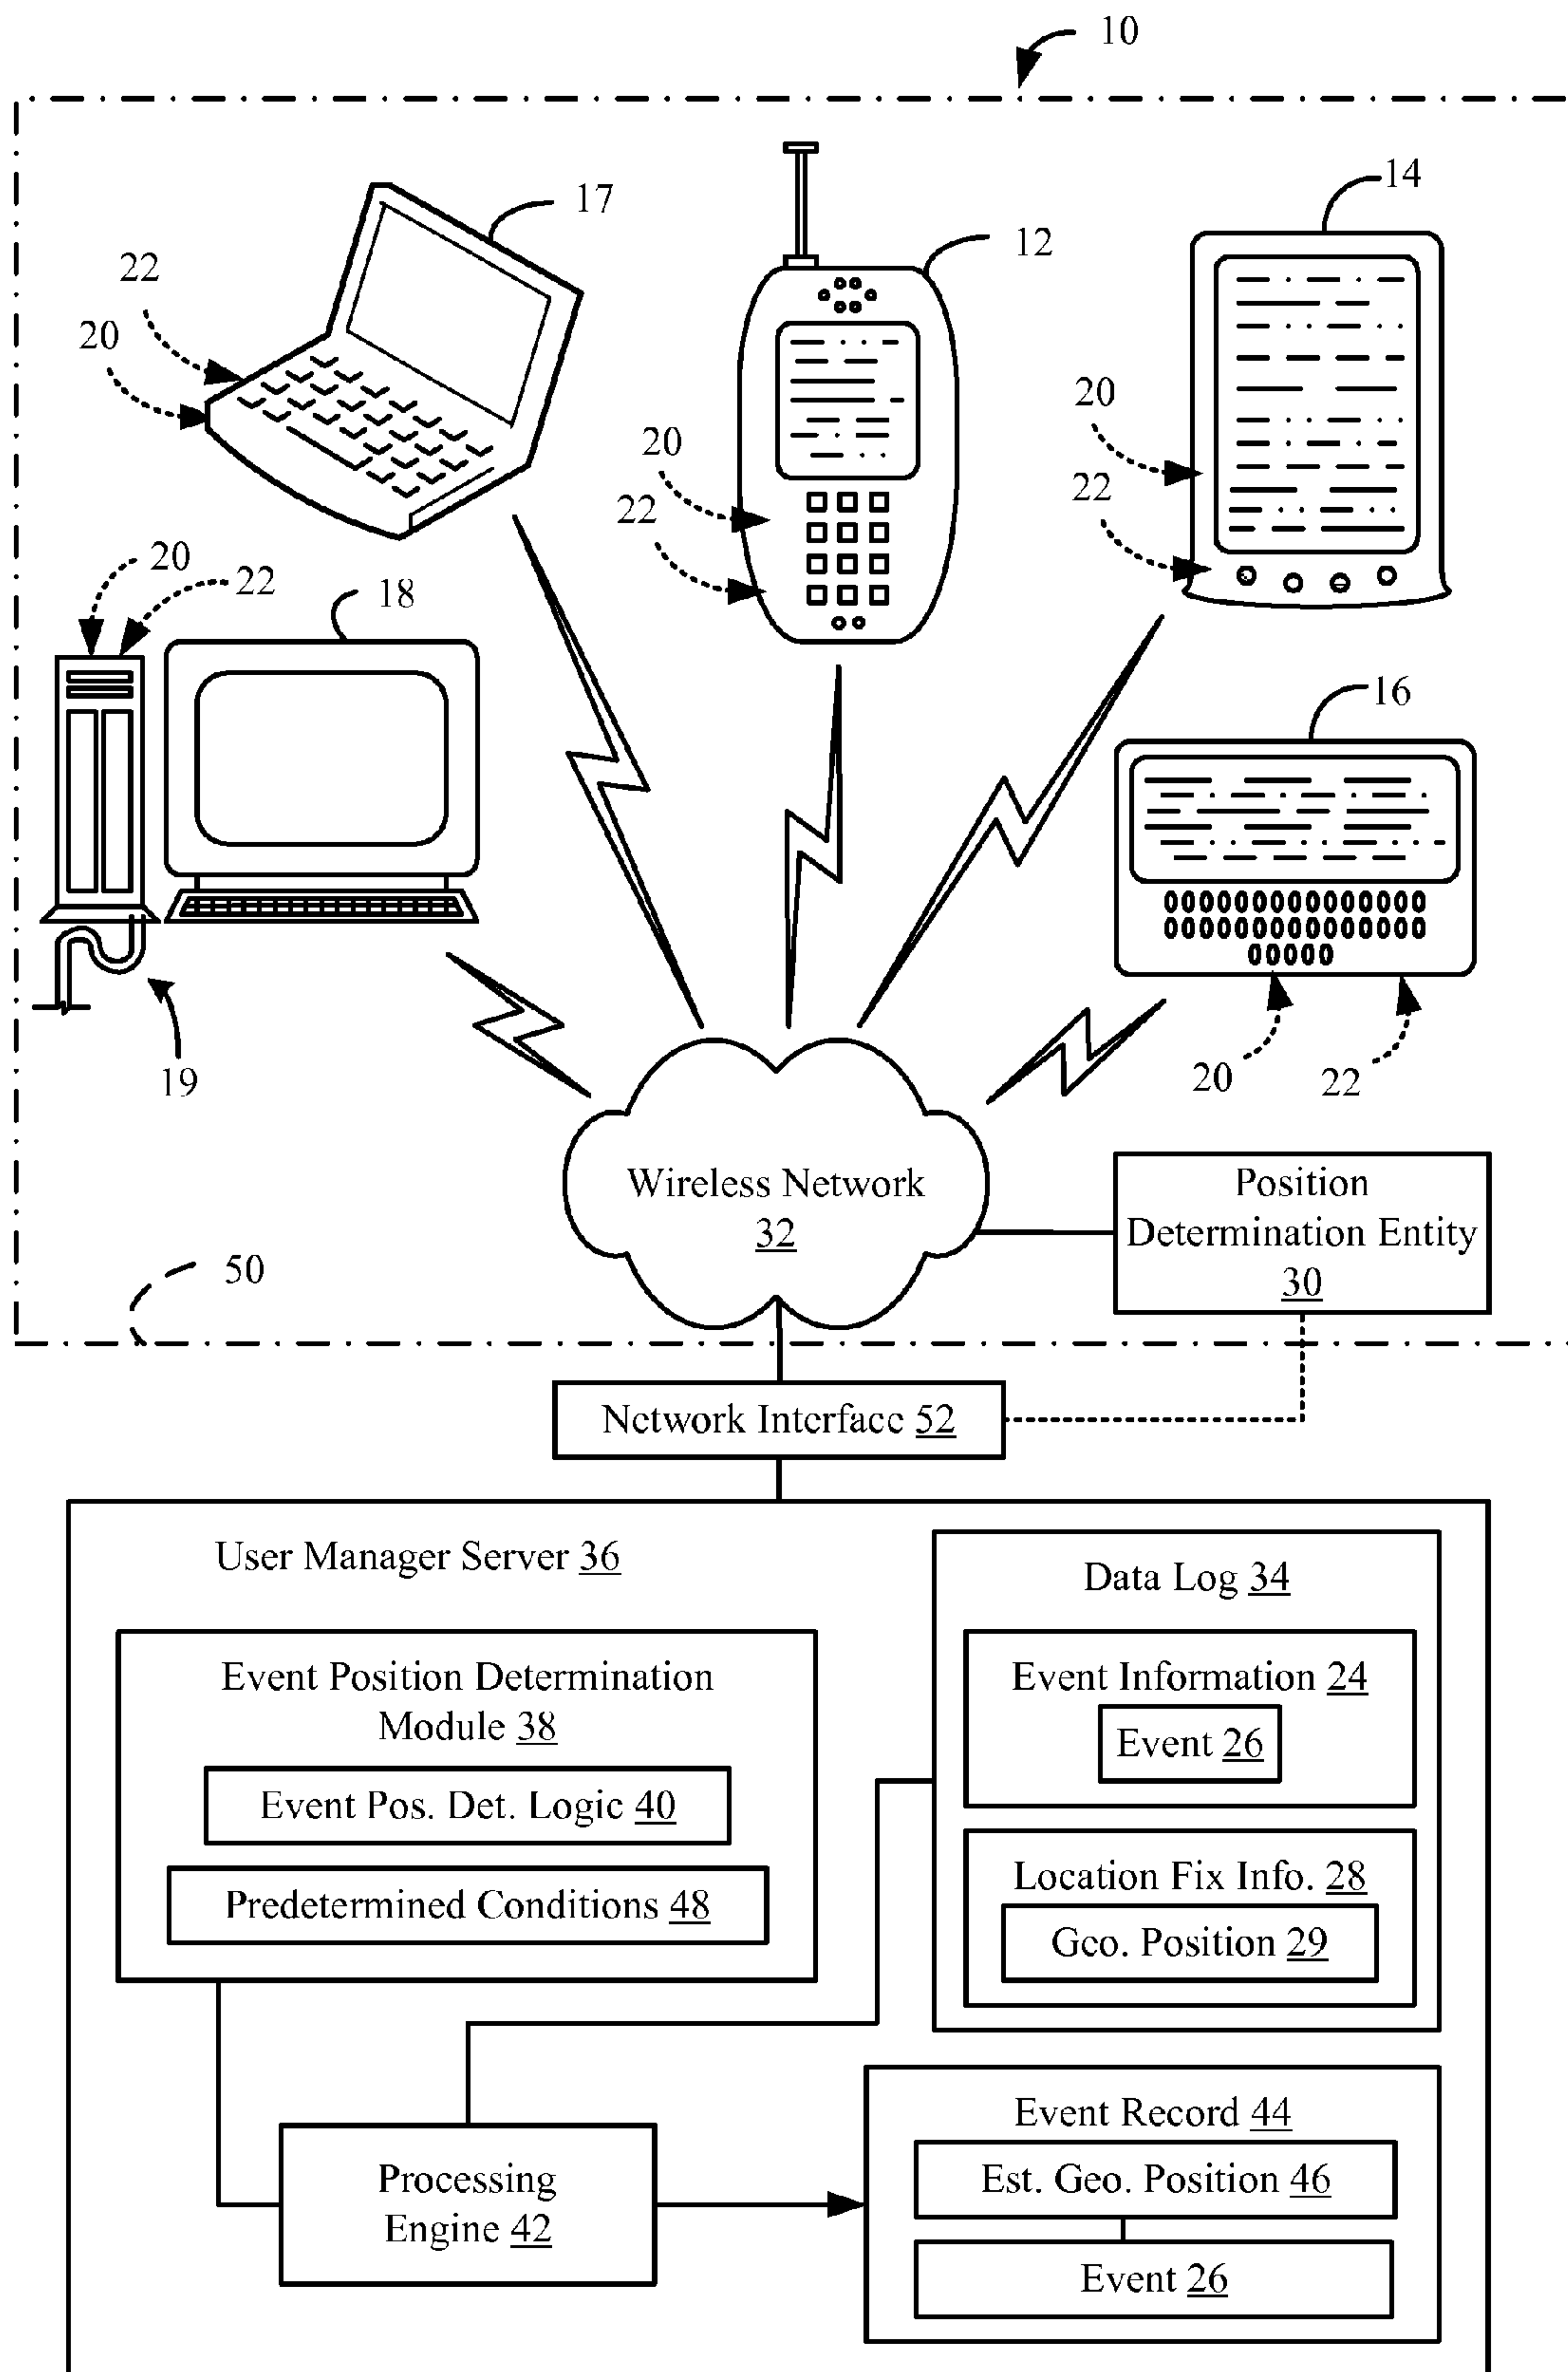 10
17
12
14
22
20
20
22
20
22
20
22
18
16
19
20
22
Wireless Network
32
Position
Determination Entity
30
50
Network Interface 52
User Manager Server 36
Data Log 34
Event Position Determination
Module 38
Event Pos. Det. Logic 40
Predetermined Conditions 48
Event Information 24
Event 26
Location Fix Info. 28
Geo. Position 29
Processing
Engine 42
Event Record 44
Est. Geo. Position 46
Event 26